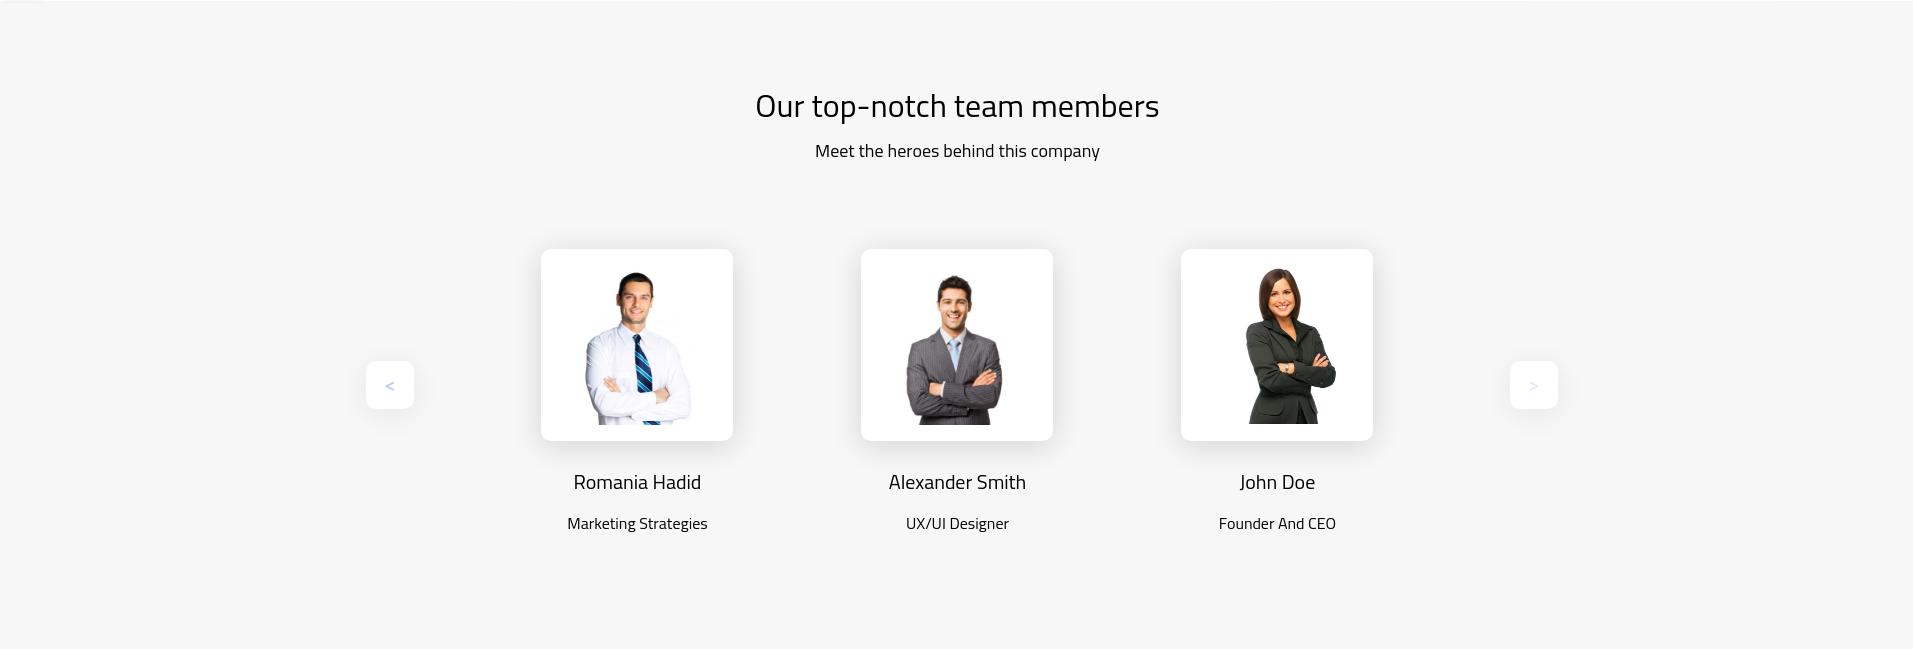 Our top-notch team members
Meet the heroes behind this company
< >
Romania Hadid Alexander Smith John Doe
Marketing Strategies UX/UI Designer Founder And CEO